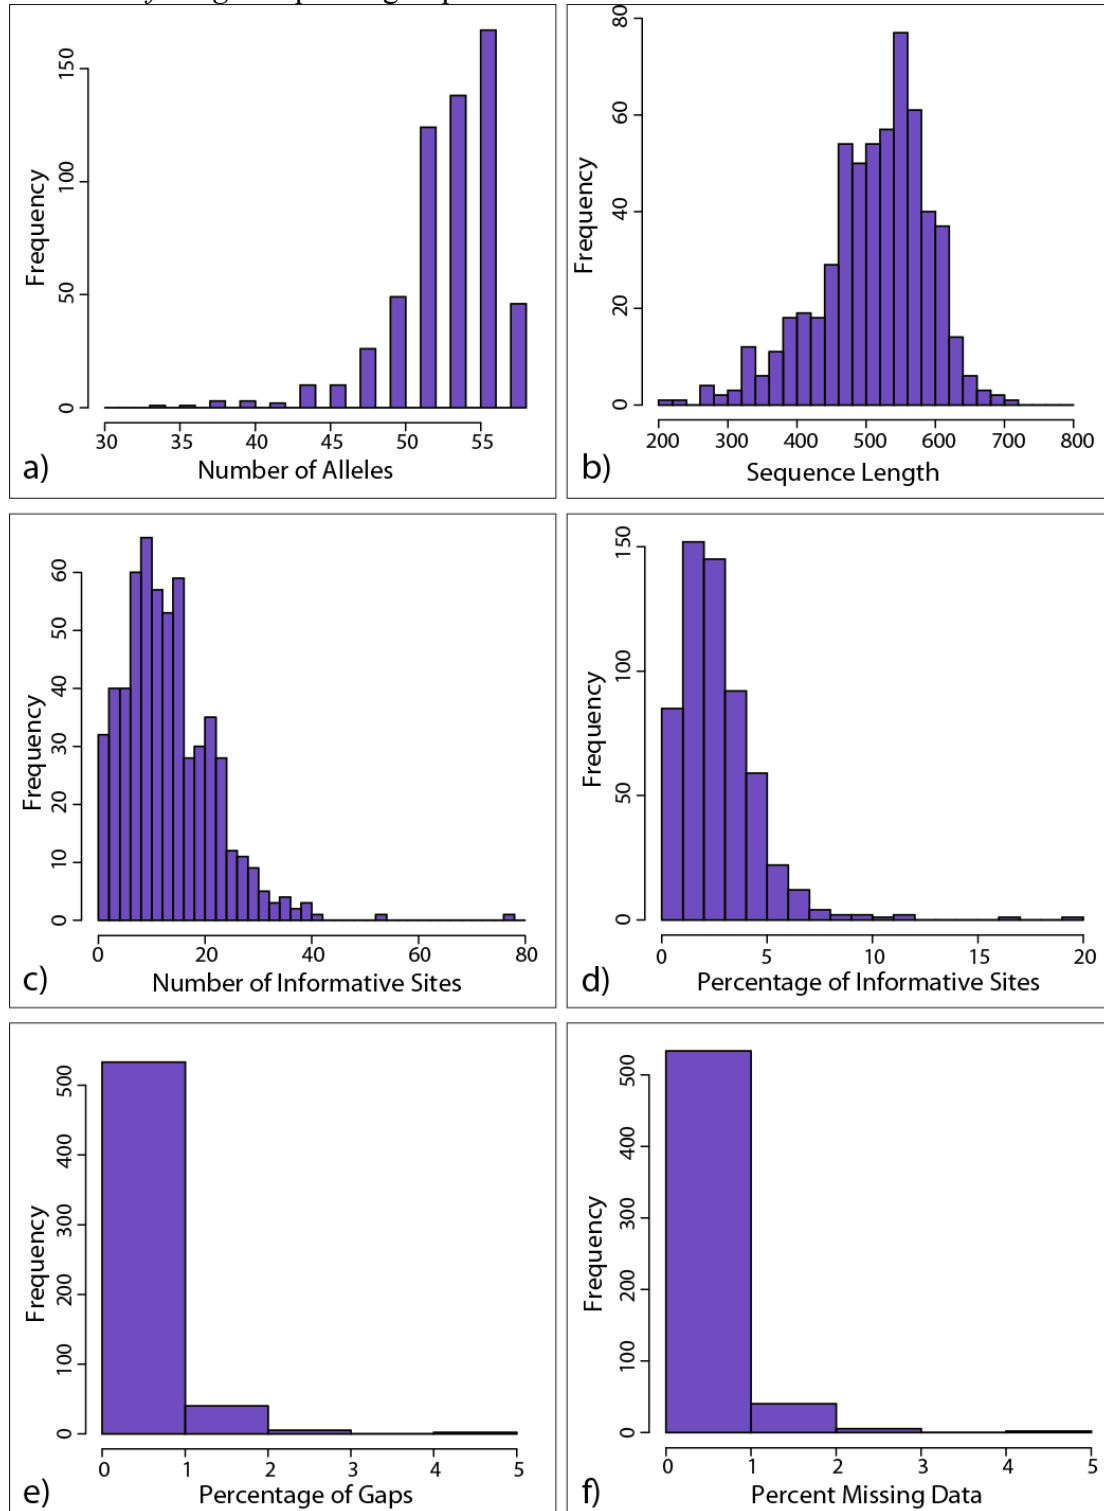 Frequency
150
100
50
0
30 35 40 45 50 55
a) Number of Alleles
Frequency
80
60
40
20
0
200 300 400 500 600 700 800
b) Sequence Length
Frequency
60
50
40
30
20
10
0
0 20 40 60 80
c) Number of Informative Sites
Frequency
150
100
50
0
0 5 10 15 20
d) Percentage of Informative Sites
Frequency
500
400
300
200
100
0
0 1 2 3 4 5
e) Percentage of Gaps
Frequency
500
400
300
200
100
0
0 1 2 3 4 5
f) Percent Missing Data